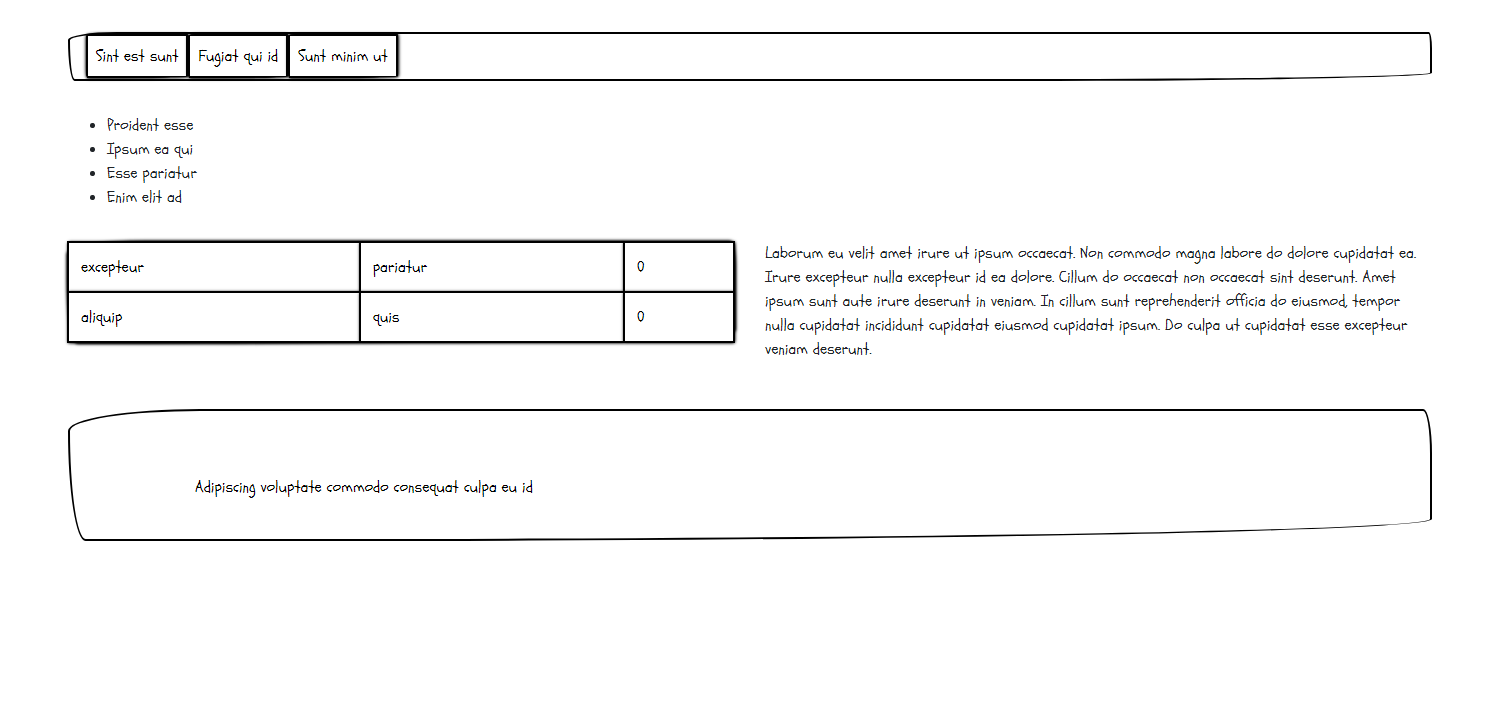 Sint est sunt Fugiat qui id Sunt minim ut
Proident esse
Ipsum ea qui
Esse pariatur
Enim elit ad
excepteur pariatur 0
aliquip quis 0
Laborum eu velit amet irure ut ipsum occaecat. Non commodo magna labore do dolore cupidatat ea.
Irure excepteur nulla excepteur id ea dolore. Cillum do occaecat non occaecat sint deserunt. Amet
ipsum sunt aute irure deserunt in veniam. In cillum sunt reprehenderit officia do eiusmod, tempor
nulla cupidatat incididunt cupidatat eiusmod cupidatat ipsum. Do culpa ut cupidatat esse excepteur
veniam deserunt.
Adipiscing voluptate commodo consequat culpa eu id